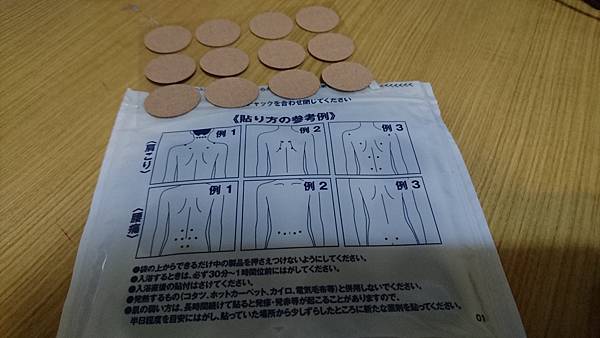 チャックを合わせ閉じてください
《貼り方の参考例》
〈肩こり〉
例 1
例 2
例 3
〈腰痛〉
例 1
例 2
例 3
●袋の上からできるだけ中の製品を押さえつけないようにしてください。
●入浴するときは、必ず30分～1時間位前にはがしてください。
●入浴直後の貼付はさけてください。
●発熱するもの(コタツ、ホットカーペット、カイロ、電気毛布等)と併用しないでください。
●肌の弱い方は、長時間続けて貼ると発疹・発赤等が起こることがありますので、
半日程度を目安にはがし、貼っていた場所から少しずらしたところに新たな薬剤を貼ってください。
01